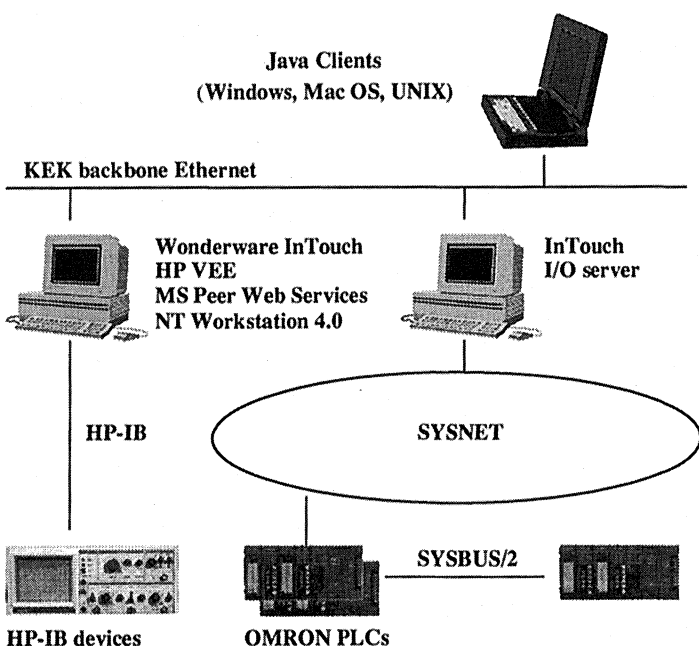 Java Clients
(Windows, Mac OS, UNIX)
KEK backbone Ethernet
Wonderware InTouch
HP VEE
MS Peer Web Services
NT Workstation 4.0
InTouch
I/O server
HP-IB
SYSNET
SYSBUS/2
HP-IB devices
OMRON PLCs